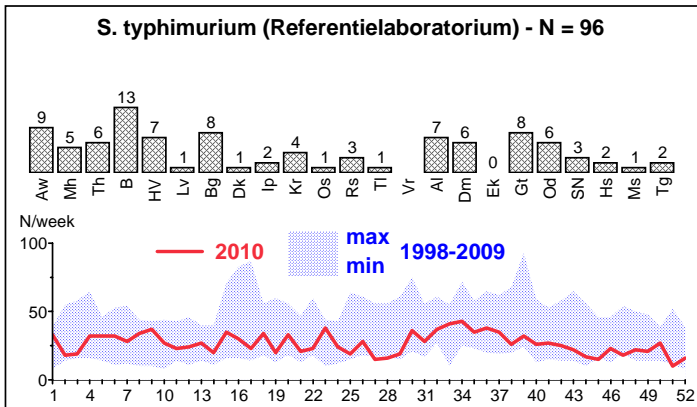 S. typhimurium (Referentielaboratorium) - N = 96
9 5 6 13 7 1 8 1 2 4 1 3 1 7 6 0 8 6 3 2 1 2
Aw Mh Th B HV Lv Bg Dk Ip Kr Os Rs Tl Vr Al Dm Ek Gt Od SN Hs Ms Tg
N/week
100
2010 max 1998-2009
min
50
0
1 4 7 10 13 16 19 22 25 28 31 34 37 40 43 46 49 52